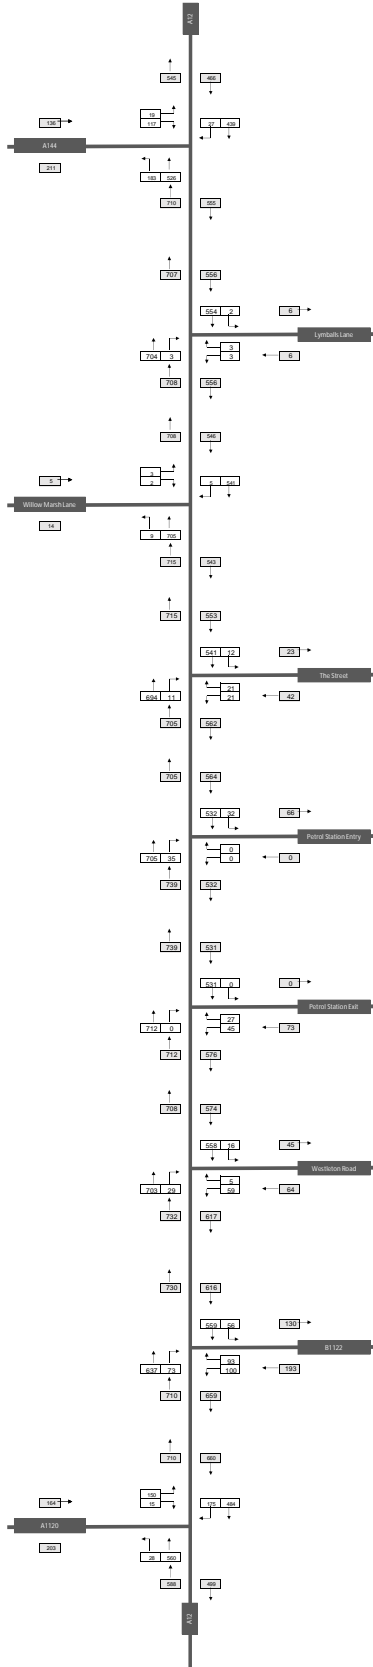 A12
545 466
136 19 117 27 439
A144
211 183 526
710 555
707 556
554 2 6
Lymballs Lane
704 3 3 3 6
708 556
708 546
5 3 2 5 541
Willow Marsh Lane
14 9 705
715 543
715 553
541 12 23
The Street
694 11 21 21 42
705 562
705 564
532 32 66
Petrol Station Entry
705 35 0 0 0
739 532
739 531
531 0 0
Petrol Station Exit
712 0 27 45 73
712 576
708 574
558 16 45
Westleton Road
703 29 5 59 64
732 617
730 616
559 56 130
B1122
637 73 93 100 193
710 659
710 660
164 150 15 175 484
A1120
203 28 560
588 499
A12